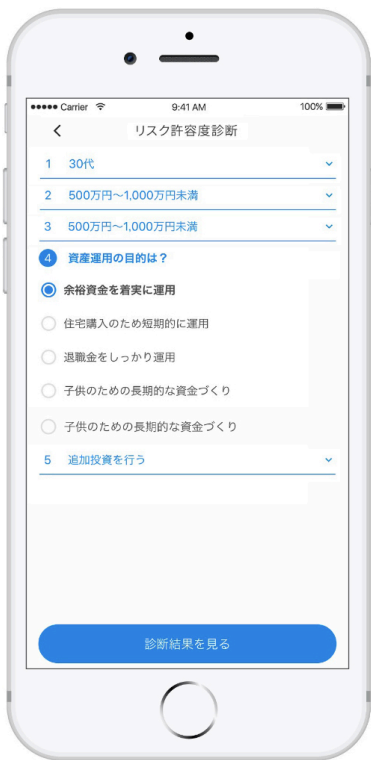 Carrier 9:41 AM 100%
リスク許容度診断
1 30代
2 500万円〜1,000万円未満
3 500万円〜1,000万円未満
4 資産運用の目的は？
余裕資金を着実に運用
住宅購入のため短期的に運用
退職金をしっかり運用
子供のための長期的な資金づくり
子供のための長期的な資金づくり
5 追加投資を行う
診断結果を見る